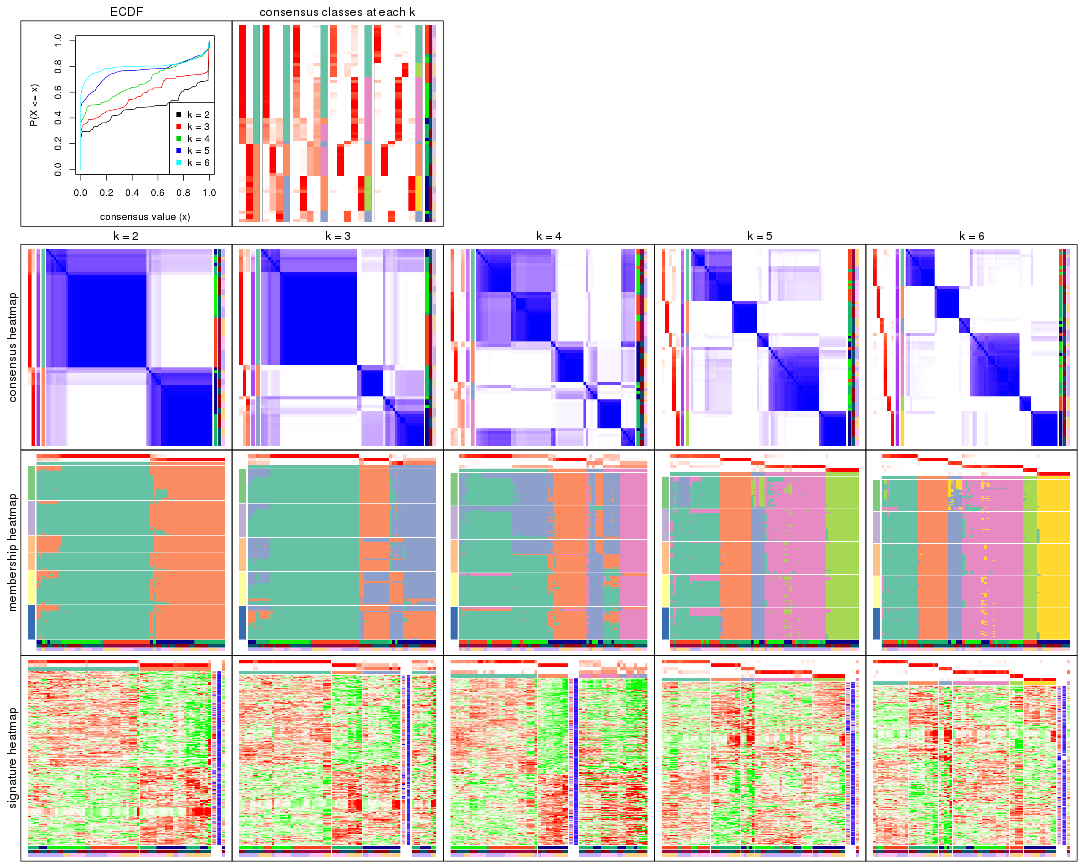 ECDF
consensus classes at each k
P(X <= x)
0.0 0.2 0.4 0.6 0.8 1.0
k = 2
k = 3
k = 4
k = 5
k = 6
0.0 0.2 0.4 0.6 0.8 1.0
consensus value (x)
k = 2
k = 3
k = 4
k = 5
k = 6
consensus heatmap
membership heatmap
signature heatmap